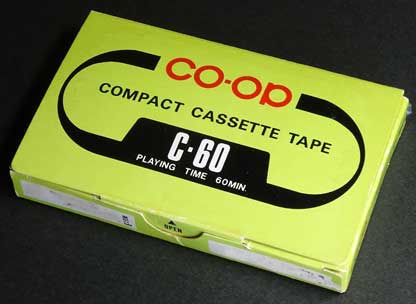 CO-OP
COMPACT CASSETTE TAPE
C-60
PLAYING TIME 60MIN.
▲
OPEN